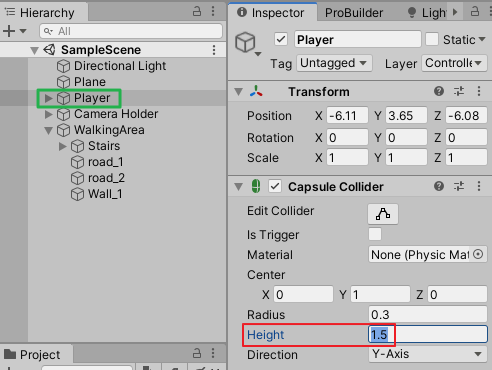 Hierarchy
All
SampleScene
Directional Light
Plane
Player
Camera Holder
WalkingArea
Stairs
road_1
road_2
Wall_1
Project
Inspector
ProBuilder
Light
Player
Static
Tag Untagged Layer Controlle
Transform
Position X -6.11 Y 3.65 Z -6.08
Rotation X 0 Y 0 Z 0
Scale X 1 Y 1 Z 1
Capsule Collider
Edit Collider
Is Trigger
Material None (Physic Mat
Center
X 0 Y 1 Z 0
Radius 0.3
Height 1.5
Direction Y-Axis